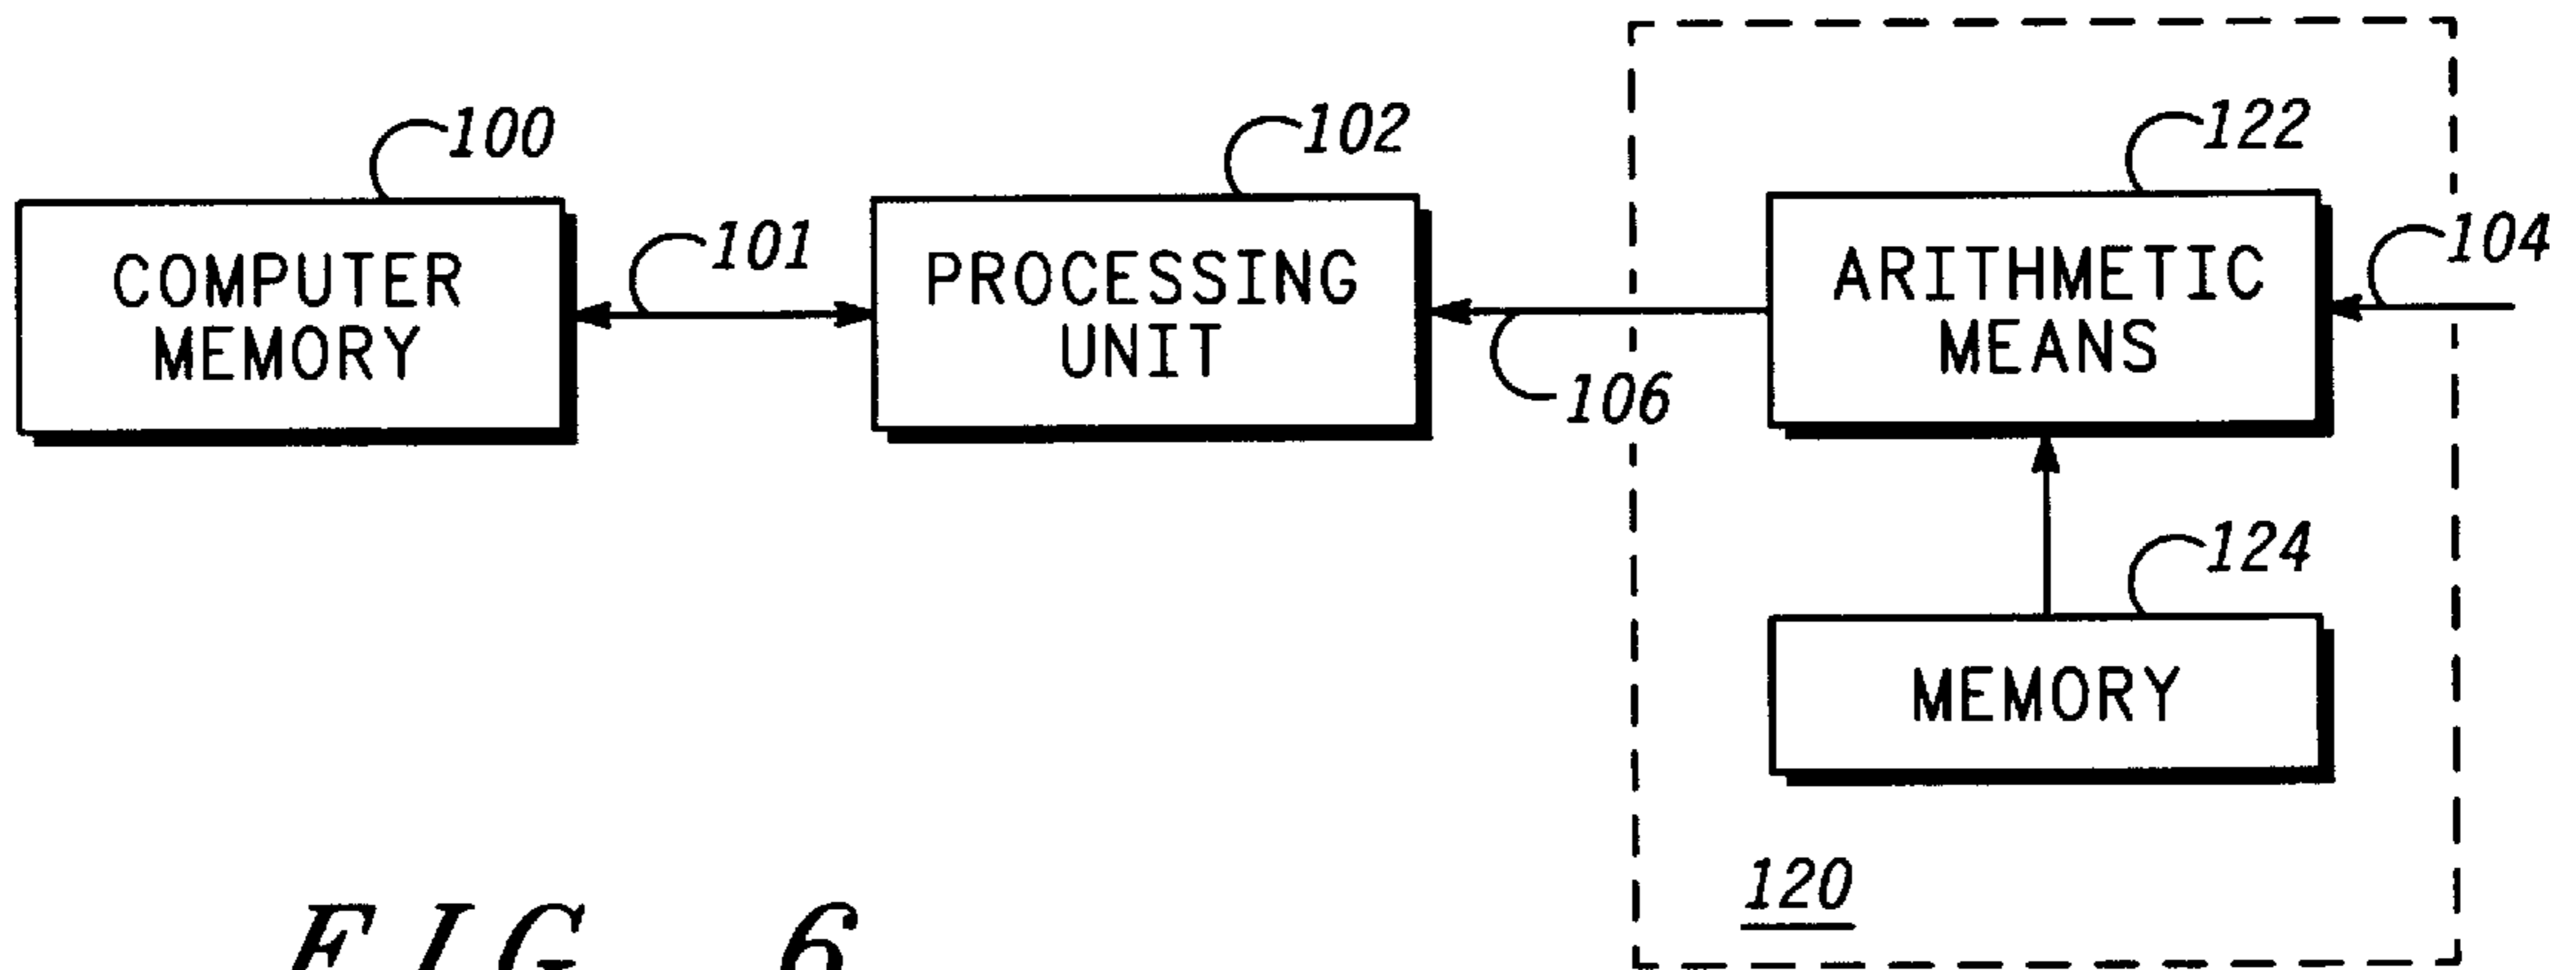 100
102
122
101
104
COMPUTER
MEMORY
PROCESSING
UNIT
ARITHMETIC
MEANS
106
124
MEMORY
120
FIG. 6